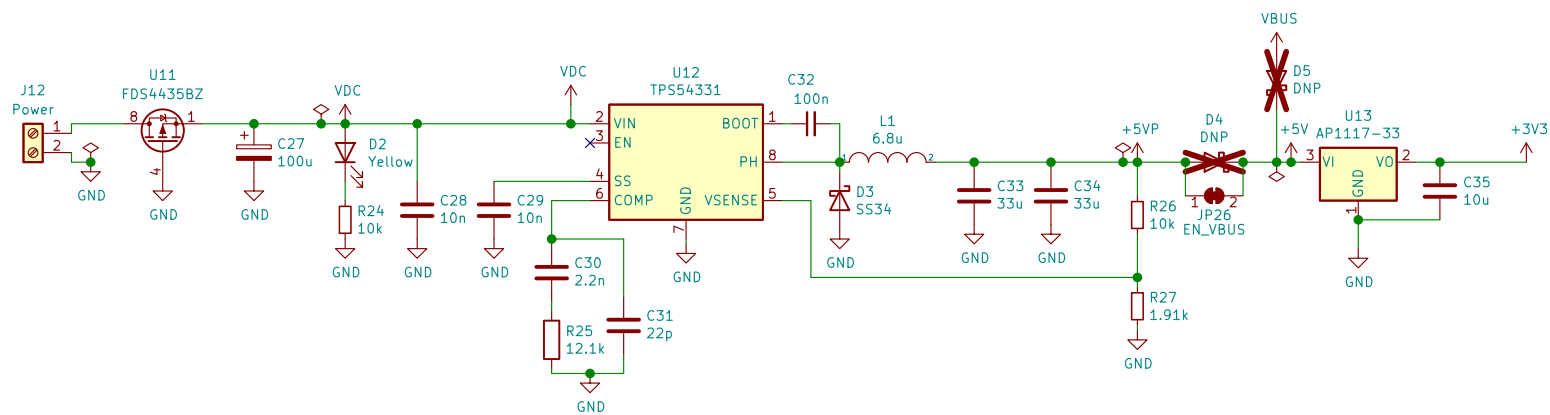 J12
Power
1
2
GND
U11
FDS4435BZ
8
1
4
GND
+
C27
100u
GND
VDC
D2
Yellow
R24
10k
GND
C28
10n
GND
C29
10n
GND
VDC
U12
TPS54331
2
VIN
3
EN
4
SS
6
COMP
BOOT
1
PH
8
VSENSE
5
GND
7
GND
C30
2.2n
R25
12.1k
C31
22p
GND
C32
100n
D3
SS34
GND
L1
6.8u
1
2
C33
33u
GND
C34
33u
GND
+5VP
R26
10k
R27
1.91k
GND
D4
DNP
1
2
JP26
EN_VBUS
VBUS
D5
DNP
+5V
U13
AP1117-33
3
VI
VO
2
GND
1
GND
C35
10u
+3V3